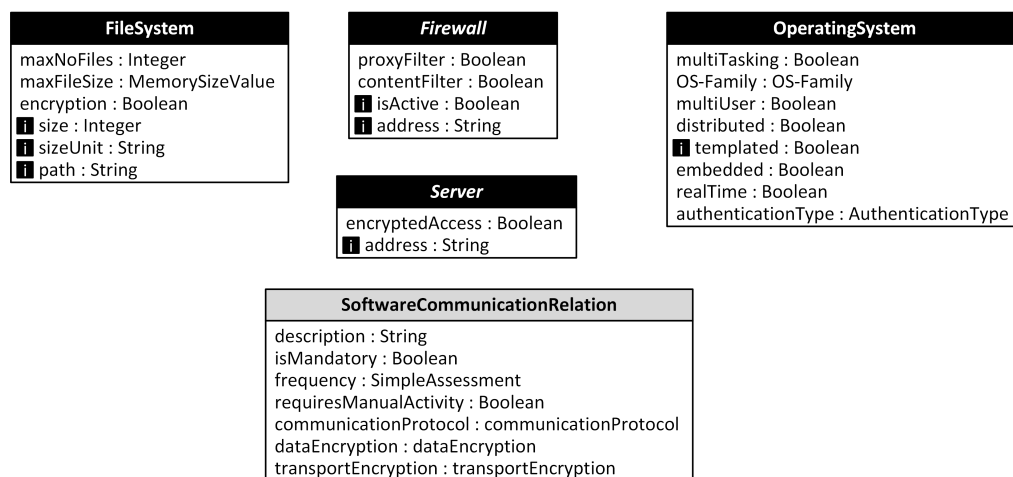 FileSystem
maxNoFiles : Integer
maxFileSize : MemorySizeValue
encryption : Boolean
i size : Integer
i sizeUnit : String
i path : String
Firewall
proxyFilter : Boolean
contentFilter : Boolean
i isActive : Boolean
i address : String
Server
encryptedAccess : Boolean
i address : String
OperatingSystem
multiTasking : Boolean
OS-Family : OS-Family
multiUser : Boolean
distributed : Boolean
i templated : Boolean
embedded : Boolean
realTime : Boolean
authenticationType : AuthenticationType
SoftwareCommunicationRelation
description : String
isMandatory : Boolean
frequency : SimpleAssessment
requiresManualActivity : Boolean
communicationProtocol : communicationProtocol
dataEncryption : dataEncryption
transportEncryption : transportEncryption